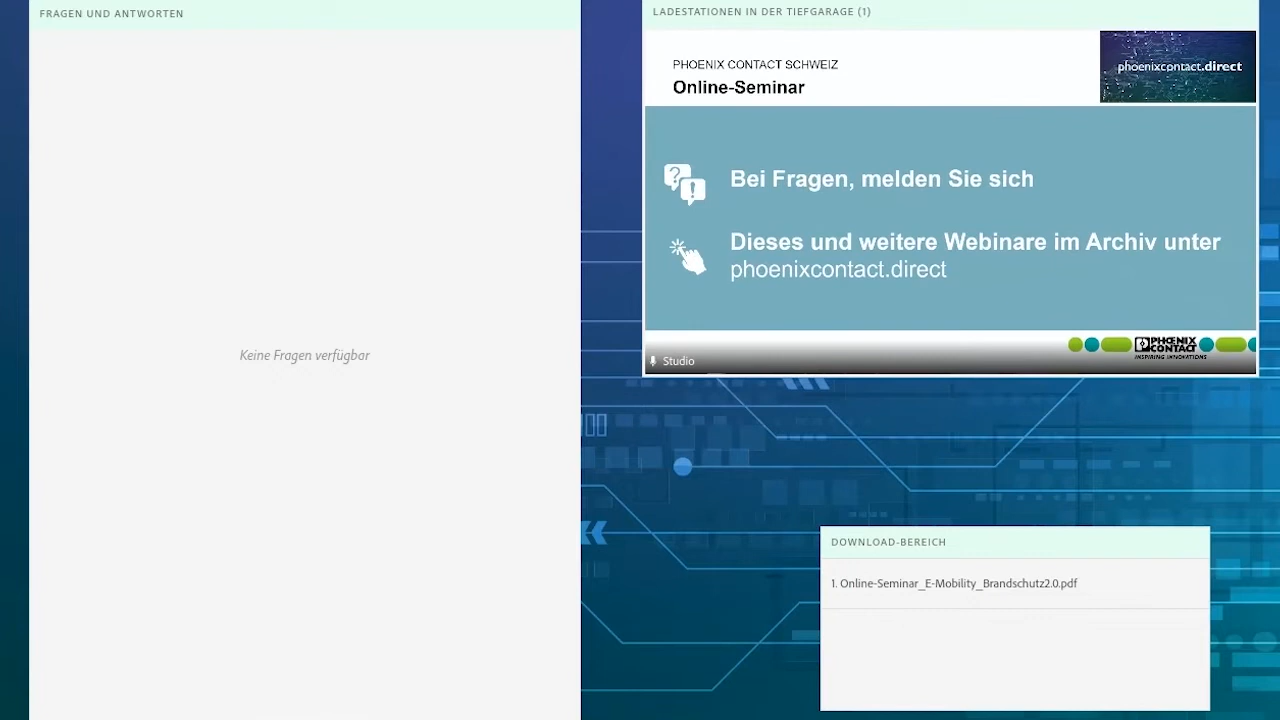 FRAGEN UND ANTWORTEN
Keine Fragen verfügbar
LADESTATIONEN IN DER TIEFGARAGE (1)
PHOENIX CONTACT SCHWEIZ
Online-Seminar
phoenixcontact.direct
Bei Fragen, melden Sie sich
Dieses und weitere Webinare im Archiv unter
phoenixcontact.direct
PHOENIX
CONTACT
INSPIRING INNOVATIONS
Studio
DOWNLOAD-BEREICH
1. Online-Seminar_E-Mobility_Brandschutz2.0.pdf